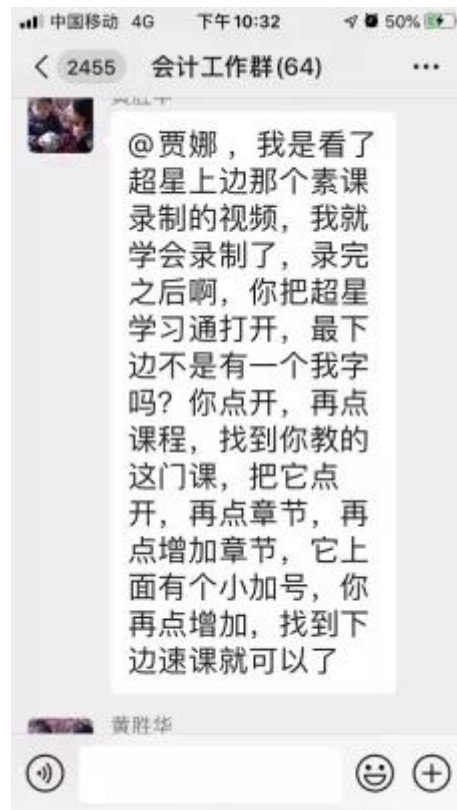 中国移动 4G 下午10:32 50%
2455 会计工作群(64)
@贾娜 ，我是看了
超星上边那个素课
录制的视频，我就
学会录制了，录完
之后啊，你把超星
学习通打开，最下
边不是有一个我字
吗？你点开，再点
课程，找到你教的
这门课，把它点
开，再点章节，再
点增加章节，它上
面有个小加号，你
再点增加，找到下
边速课就可以了
黄胜华